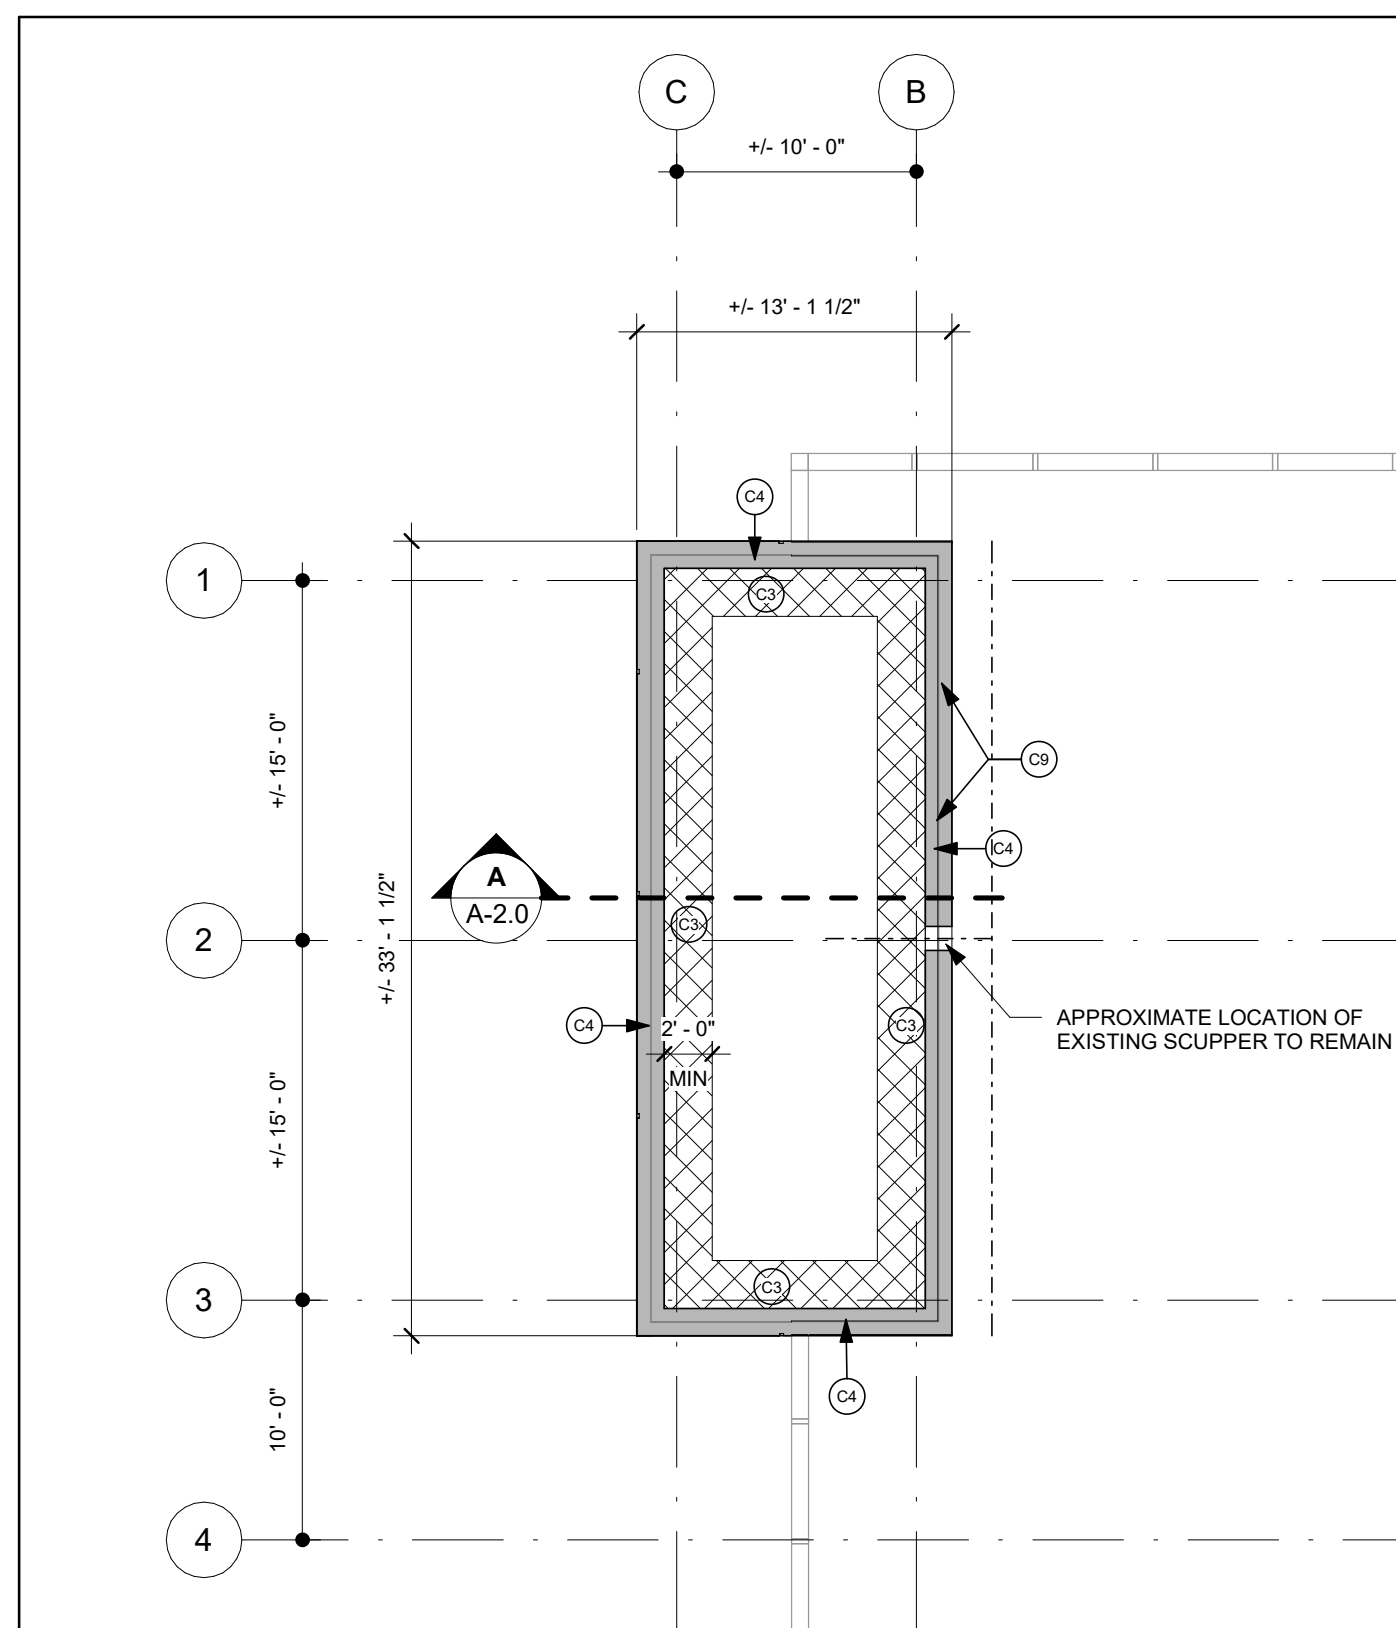 C
B
+/- 10' - 0"
+/- 13' - 1 1/2"
C4
1
C3
+/- 15' - 0"
C9
C4
A
A-2.0
+/- 33' - 1 1/2"
C3
2
C4
2' - 0"
MIN
C3
APPROXIMATE LOCATION OF
EXISTING SCUPPER TO REMAIN
+/- 15' - 0"
C3
3
C4
10' - 0"
4